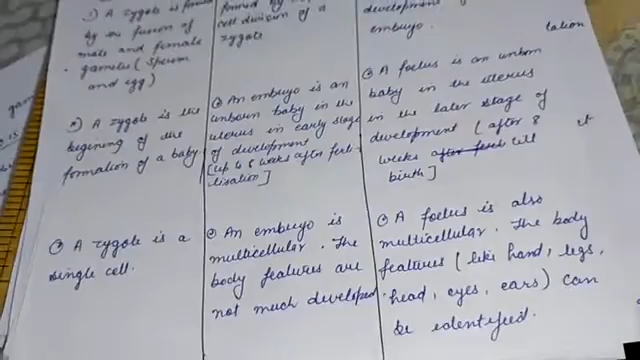 1) A zygote is formed
by the fusion of
male and female
gametes (Sperm
and egg)
formed by
cell division of a
zygote
development of
embryo.
2) A zygote is the
begining of the
formation of a baby
② An embryo is an
unborn baby in the
uterus in early stage
of development
[up to 8 weeks after fert-
ilisation]
② A foetus is an unborn
baby in the uterus
in the later stage of
development (after 8
weeks till
birth]
③ A zygote is a
single cell.
③ An embryo is
multicellular. The
body features are
not much developed.
③ A foetus is also
multicellular. The body
features (like hand, legs,
head, eyes, ears) can
be identified.
gam